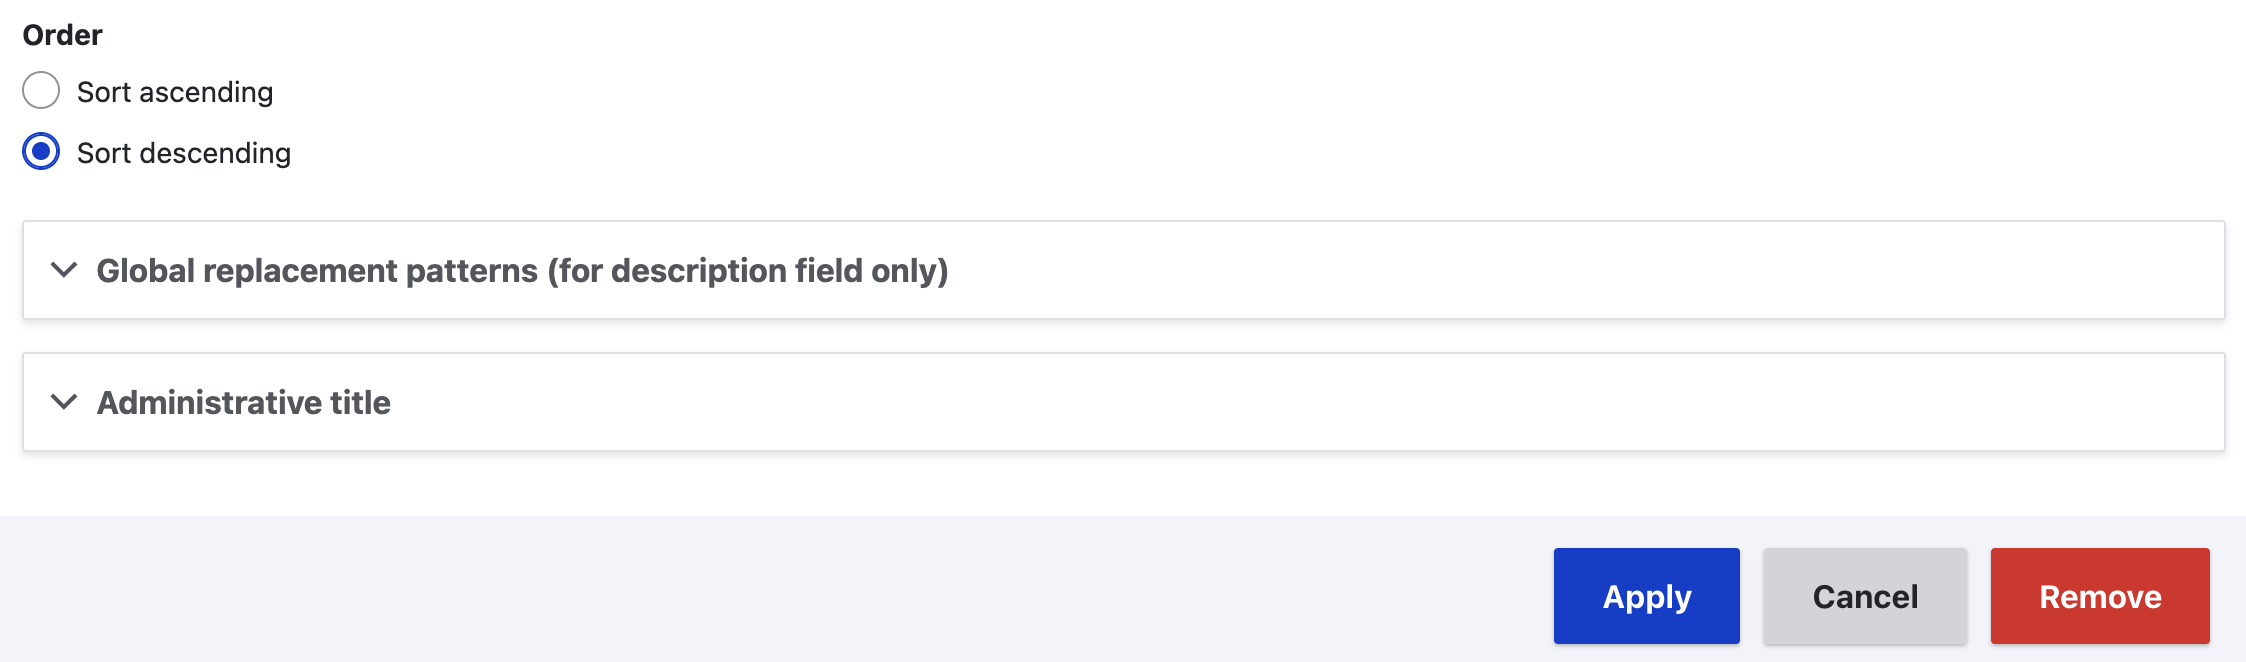 Order
Sort ascending
Sort descending
Global replacement patterns (for description field only)
Administrative title
Apply Cancel Remove